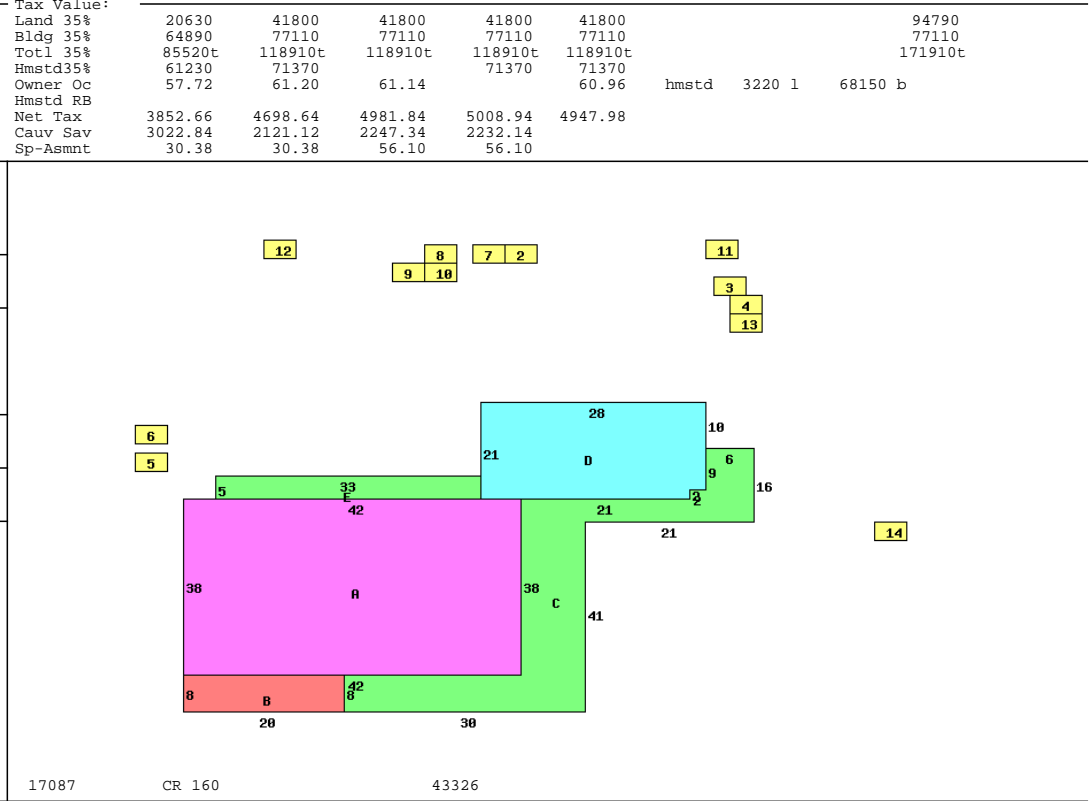 Tax Value:
Land 35% 20630 41800 41800 41800 41800 94790
Bldg 35% 64890 77110 77110 77110 77110 77110
Totl 35% 85520t 118910t 118910t 118910t 118910t 171910t
Hmstd35% 61230 71370 71370 71370
Owner Oc 57.72 61.20 61.14 60.96 hmstd 3220 l 68150 b
Hmstd RB
Net Tax 3852.66 4698.64 4981.84 5008.94 4947.98
Cauv Sav 3022.84 2121.12 2247.34 2232.14
Sp-Asmnt 30.38 30.38 56.10 56.10
12 8 7 2 11
9 10
3
4
13
28
10
6 21 D 6
5 9
5 33 16
E 2
42 21 2
21 14
38 A 38 C
41
8 B 42
8
20 30
17087 CR 160 43326